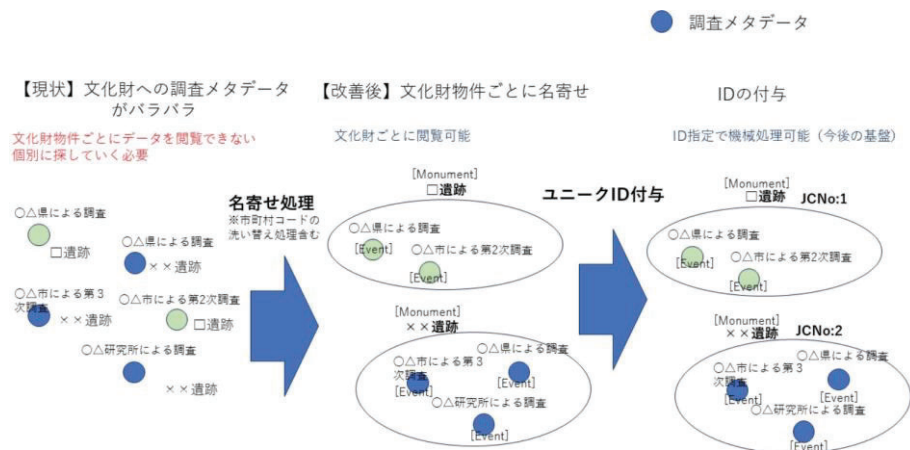 調査メタデータ
【現状】文化財への調査メタデータ
がバラバラ
文化財物件ごとにデータを閲覧できない
個別に探していく必要
〇△県による調査
□遺跡
〇△県による調査
××遺跡
〇△市による第３
次調査
××遺跡
〇△市による第2次調査
□遺跡
〇△研究所による調査
××遺跡
名寄せ処理
※市町村コードの
洗い替え処理含む
【改善後】文化財物件ごとに名寄せ
文化財ごとに閲覧可能
[Monument]
□遺跡
〇△県による調査
[Event]
〇△市による第2次調査
[Event]
[Monument]
××遺跡
〇△市による第３
次調査
[Event]
〇△県による調査
[Event]
〇△研究所による調査
[Event]
ユニークID付与
IDの付与
ID指定で機械処理可能（今後の基盤）
[Monument]
□遺跡
JCNo:1
〇△県による調査
[Event]
〇△市による第2次調査
[Event]
[Monument]
××遺跡
JCNo:2
〇△市による第３
次調査
[Event]
〇△県による調査
[Event]
〇△研究所による調査
[Event]